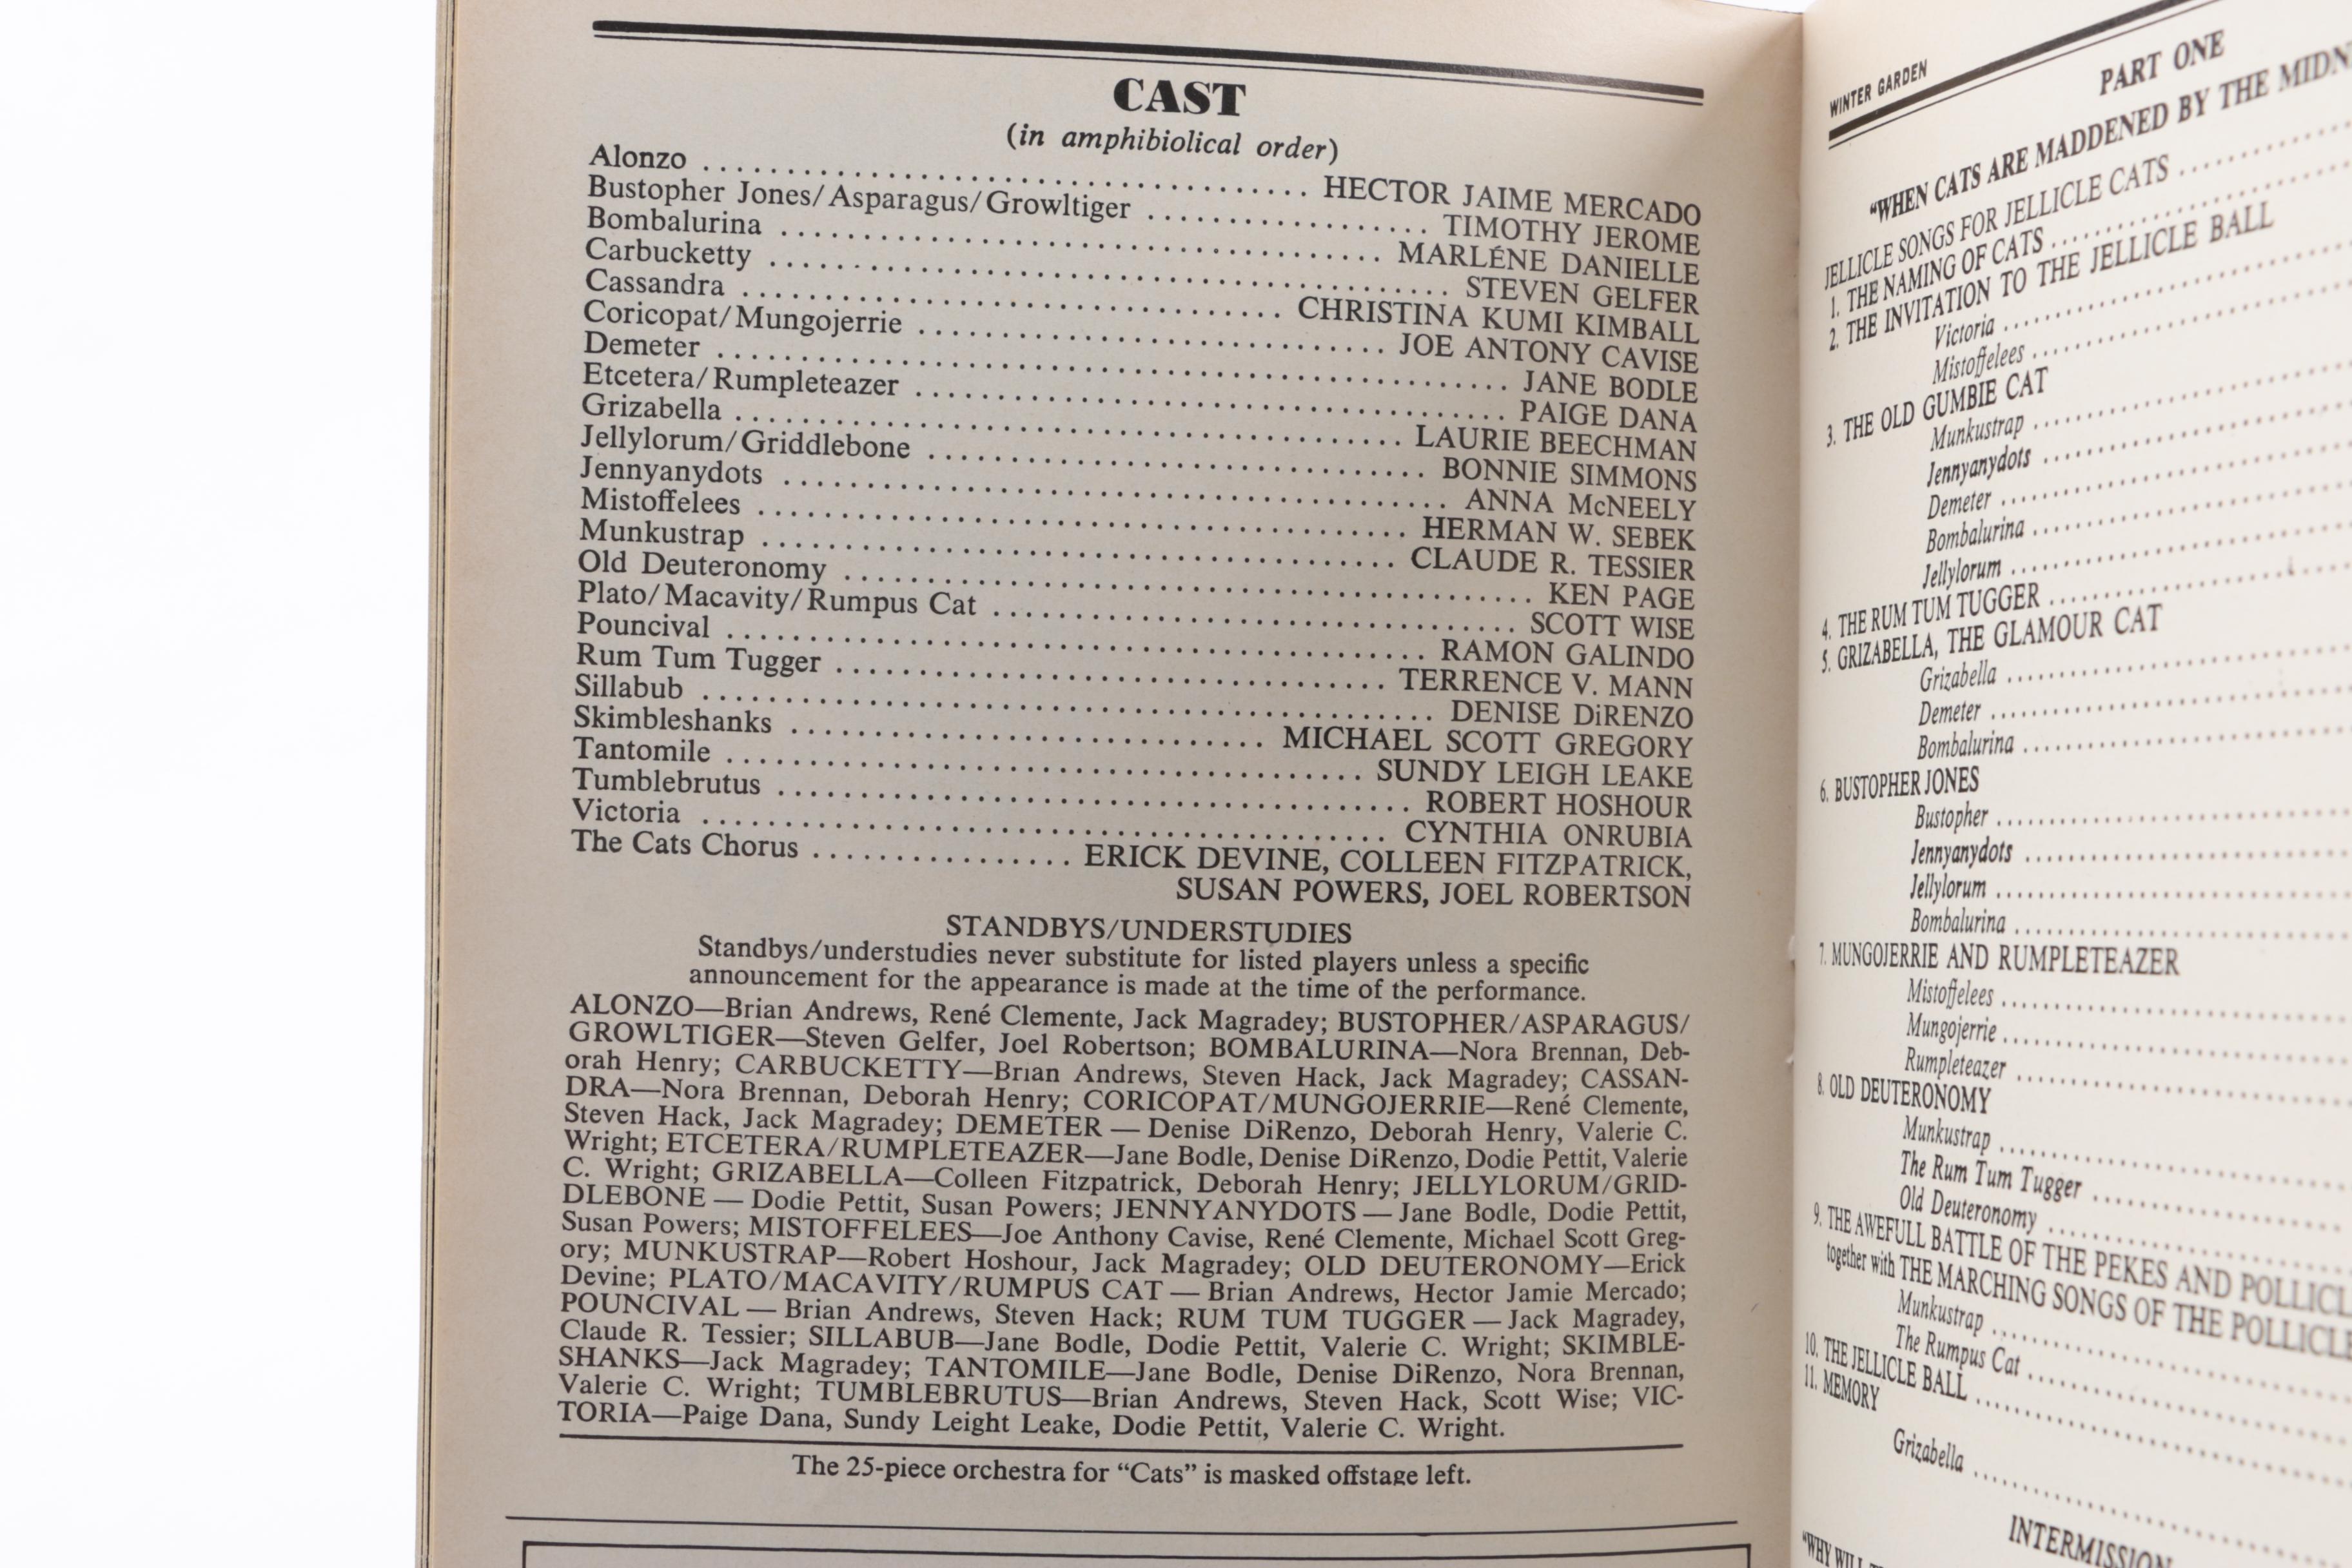 CAST
(in amphibiolical order)
Alonzo ........ HECTOR JAIME MERCADO
Bustopher Jones/Asparagus/Growltiger ........ TIMOTHY JEROME
Bombalurina ........ MARLÉNE DANIELLE
Carbucketty ........ STEVEN GELFER
Cassandra ........ CHRISTINA KUMI KIMBALL
Coricopat/Mungojerrie ........ JOE ANTONY CAVISE
Demeter ........ JANE BODLE
Etcetera/Rumpleteazer ........ PAIGE DANA
Grizabella ........ LAURIE BEECHMAN
Jellylorum/Griddlebone ........ BONNIE SIMMONS
Jennyanydots ........ ANNA McNEELY
Mistoffelees ........ HERMAN W. SEBEK
Munkustrap ........ CLAUDE R. TESSIER
Old Deuteronomy ........ KEN PAGE
Plato/Macavity/Rumpus Cat ........ SCOTT WISE
Pouncival ........ RAMON GALINDO
Rum Tum Tugger ........ TERRENCE V. MANN
Sillabub ........ DENISE DiRENZO
Skimbleshanks ........ MICHAEL SCOTT GREGORY
Tantomile ........ SUNDY LEIGH LEAKE
Tumblebrutus ........ ROBERT HOSHOUR
Victoria ........ CYNTHIA ONRUBIA
The Cats Chorus ........ ERICK DEVINE, COLLEEN FITZPATRICK,
SUSAN POWERS, JOEL ROBERTSON
STANDBYS/UNDERSTUDIES
Standbys/understudies never substitute for listed players unless a specific
announcement for the appearance is made at the time of the performance.
ALONZO—Brian Andrews, René Clemente, Jack Magradey; BUSTOPHER/ASPARAGUS/
GROWLTIGER—Steven Gelfer, Joel Robertson; BOMBALURINA—Nora Brennan, Deb-
orah Henry; CARBUCKETTY—Brian Andrews, Steven Hack, Jack Magradey; CASSAN-
DRA—Nora Brennan, Deborah Henry; CORICOPAT/MUNGOJERRIE—René Clemente,
Steven Hack, Jack Magradey; DEMETER — Denise DiRenzo, Deborah Henry, Valerie C.
Wright; ETCETERA/RUMPLETEAZER—Jane Bodle, Denise DiRenzo, Dodie Pettit, Valerie
C. Wright; GRIZABELLA—Colleen Fitzpatrick, Deborah Henry; JELLYLORUM/GRID-
DLEBONE — Dodie Pettit, Susan Powers; JENNYANYDOTS — Jane Bodle, Dodie Pettit,
Susan Powers; MISTOFFELEES—Joe Anthony Cavise, René Clemente, Michael Scott Greg-
ory; MUNKUSTRAP—Robert Hoshour, Jack Magradey; OLD DEUTERONOMY—Erick
Devine; PLATO/MACAVITY/RUMPUS CAT — Brian Andrews, Hector Jamie Mercado;
POUNCIVAL — Brian Andrews, Steven Hack; RUM TUM TUGGER — Jack Magradey,
Claude R. Tessier; SILLABUB—Jane Bodle, Dodie Pettit, Valerie C. Wright; SKIMBLE-
SHANKS—Jack Magradey; TANTOMILE—Jane Bodle, Denise DiRenzo, Nora Brennan,
Valerie C. Wright; TUMBLEBRUTUS—Brian Andrews, Steven Hack, Scott Wise; VIC-
TORIA—Paige Dana, Sundy Leight Leake, Dodie Pettit, Valerie C. Wright.
The 25-piece orchestra for “Cats” is masked offstage left.
WINTER GARDEN
PART ONE
“WHEN CATS ARE MADDENED BY THE
JELLICLE SONGS FOR JELLICLE CATS ........
1. THE NAMING OF CATS ........
2. THE INVITATION TO THE JELLICLE BALL
Victoria ........
Mistoffelees ........
3. THE OLD GUMBIE CAT
Munkustrap ........
Jennyanydots ........
Demeter ........
Bombalurina ........
Jellylorum ........
4. THE RUM TUM TUGGER ........
5. GRIZABELLA, THE GLAMOUR CAT
Grizabella ........
Demeter ........
Bombalurina ........
6. BUSTOPHER JONES
Bustopher ........
Jennyanydots ........
Jellylorum ........
Bombalurina ........
7. MUNGOJERRIE AND RUMPLETEAZER
Mistoffelees ........
Mungojerrie ........
Rumpleteazer ........
8. OLD DEUTERONOMY
Munkustrap ........
The Rum Tum Tugger ........
Old Deuteronomy ........
9. THE AWEFULL BATTLE OF THE PEKES AND
together with THE MARCHING SONGS OF THE
Munkustrap ........
The Rumpus Cat ........
10. THE JELLICLE BALL ........
11. MEMORY
Grizabella ........
INTERMISSION
“WHY WILL